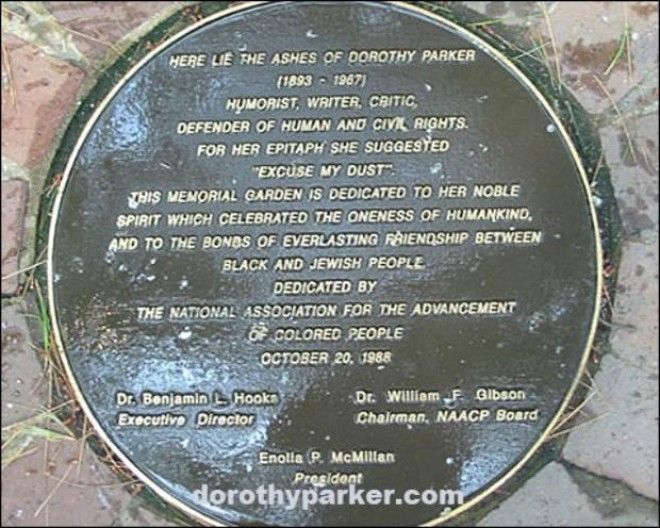 HERE LIE THE ASHES OF DOROTHY PARKER
(1893 - 1967)
HUMORIST, WRITER, CRITIC,
DEFENDER OF HUMAN AND CIVIL RIGHTS.
FOR HER EPITAPH SHE SUGGESTED
"EXCUSE MY DUST".
THIS MEMORIAL GARDEN IS DEDICATED TO HER NOBLE
SPIRIT WHICH CELEBRATED THE ONENESS OF HUMANKIND,
AND TO THE BONDS OF EVERLASTING FRIENDSHIP BETWEEN
BLACK AND JEWISH PEOPLE.
DEDICATED BY
THE NATIONAL ASSOCIATION FOR THE ADVANCEMENT
OF COLORED PEOPLE
OCTOBER 20, 1988
Dr. Benjamin L. Hooks Dr. William F. Gibson
Executive Director Chairman, NAACP Board
Enolia P. McMillan
President
dorothyparker.com